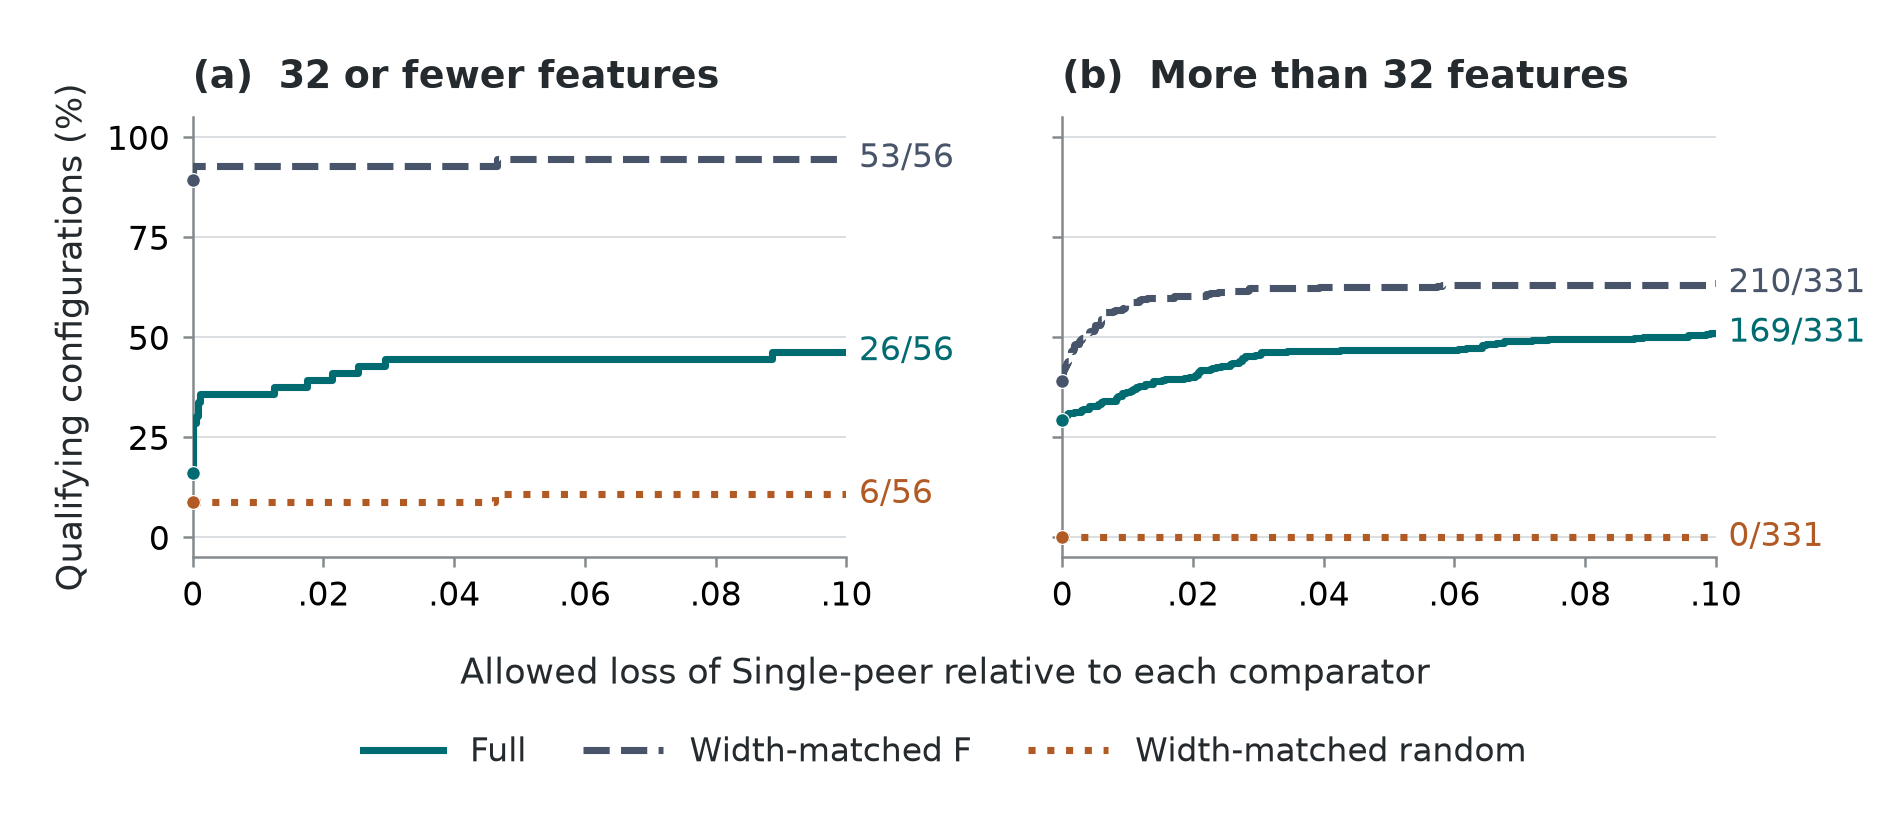 (a)  32 or fewer features
(b)  More than 32 features
Qualifying configurations (%)
100
75
50
25
0
53/56
26/56
6/56
210/331
169/331
0/331
0 .02 .04 .06 .08 .10
0 .02 .04 .06 .08 .10
Allowed loss of Single-peer relative to each comparator
Full
Width-matched F
Width-matched random